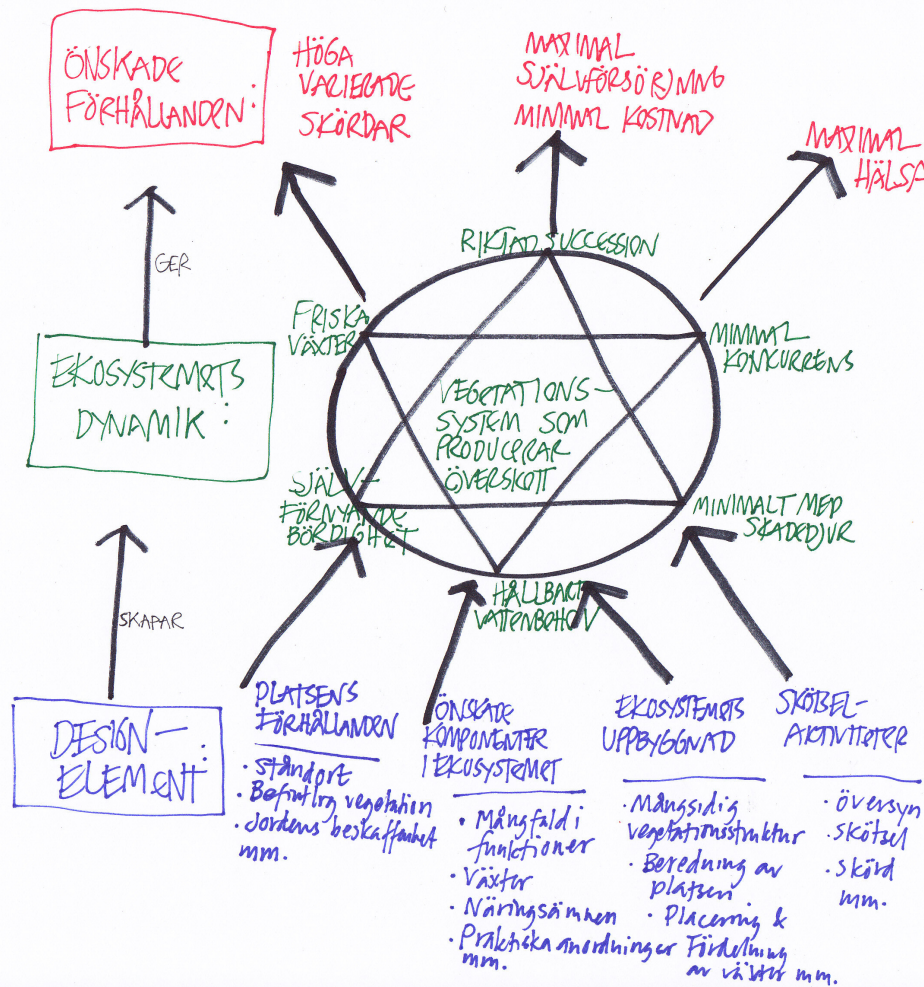 ÖNSKADE
FÖRHÅLLANDEN:
HÖGA
VARIERADE
SKÖRDAR
MAXIMAL
SJÄLVFÖRSÖRJNING
MINIMAL KOSTNAD
MAXIMAL
HÄLSA
GER
EKOSYSTEMETS
DYNAMIK:
RIKTAD SUCCESSION
FRISKA
VÄXTER
MINIMAL
KONKURRENS
VEGETATIONS-
SYSTEM SOM
PRODUCERAR
ÖVERSKOTT
SJÄLV-
FÖRNYANDE
BÖRDIGHET
MINIMALT MED
SKADEDJUR
HÅLLBART
VATTENBEHOV
SKAPAR
DESIGN-
ELEMENT:
PLATSENS
FÖRHÅLLANDEN
• Ståndort
• Befintlig vegetation
• Jordens beskaffenhet
mm.
ÖNSKADE
KOMPONENTER
I EKOSYSTEMET
• Mångfald i
funktioner
• Växter
• Näringsämnen
• Praktiska anordningar
mm.
EKOSYSTEMETS
UPPBYGGNAD
• Mångsidig
vegetationsstruktur
• Beredning av
platsen.
• Placering &
Fördelning
av växter mm.
SKÖTSEL-
AKTIVITETER
• översyn
• skötsel
• skörd
mm.